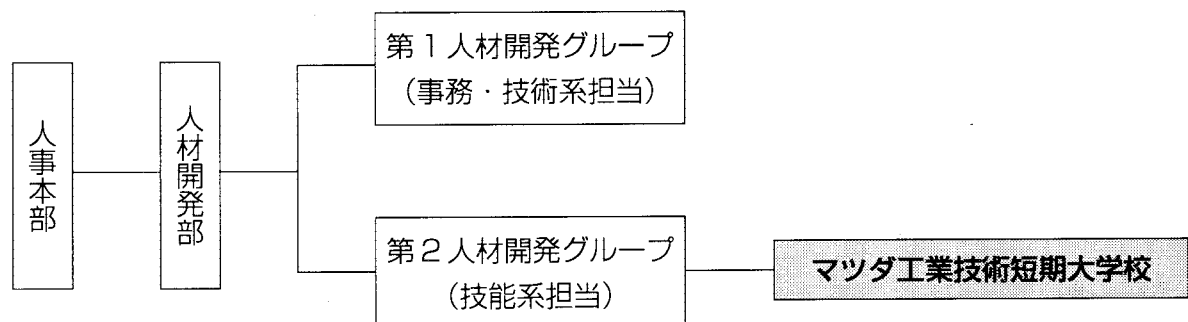 人事本部
人材開発部
第1人材開発グループ
（事務・技術系担当）
第2人材開発グループ
（技能系担当）
マツダ工業技術短期大学校